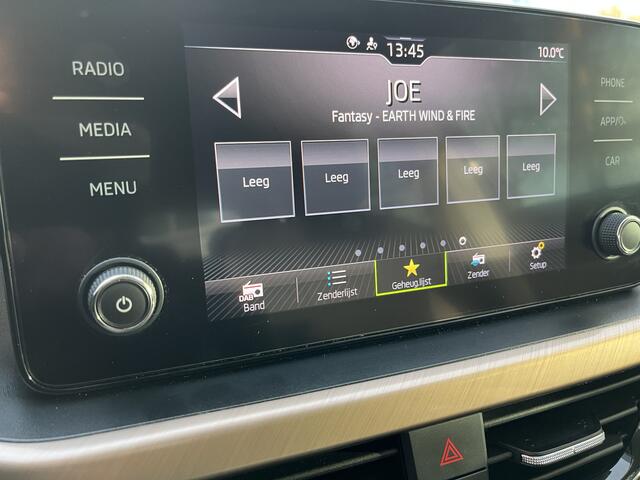 13:45 10.0°C
RADIO
MEDIA
MENU
JOE
Fantasy - EARTH WIND & FIRE
Leeg Leeg Leeg Leeg Leeg
DAB
Band Zenderlijst Geheug.lijst Zender Setup
PHONE
APP/
CAR